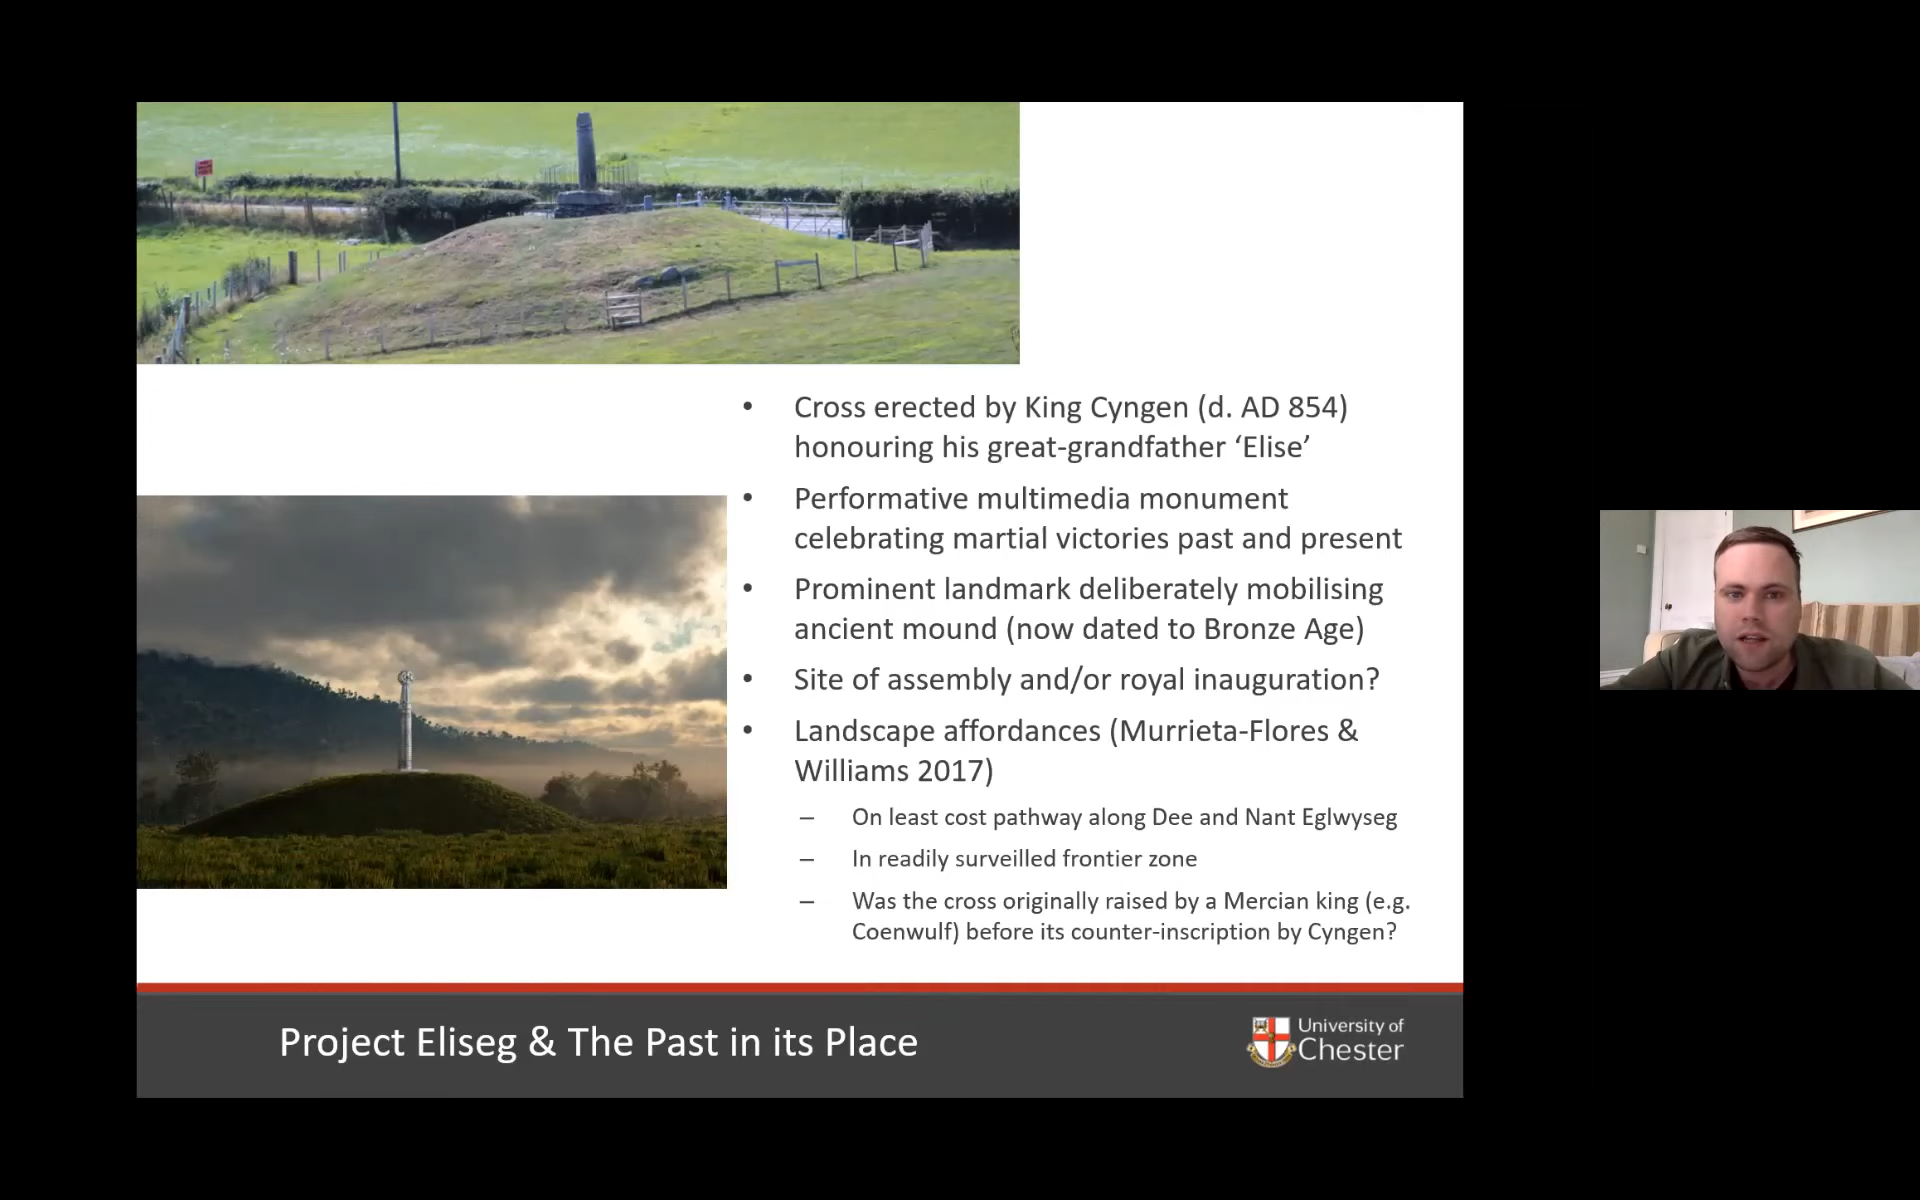 • Cross erected by King Cyngen (d. AD 854)
honouring his great-grandfather ‘Elise’
• Performative multimedia monument
celebrating martial victories past and present
• Prominent landmark deliberately mobilising
ancient mound (now dated to Bronze Age)
• Site of assembly and/or royal inauguration?
• Landscape affordances (Murrieta-Flores &
Williams 2017)
– On least cost pathway along Dee and Nant Eglwyseg
– In readily surveilled frontier zone
– Was the cross originally raised by a Mercian king (e.g.
Coenwulf) before its counter-inscription by Cyngen?
Project Eliseg & The Past in its Place
University of
Chester